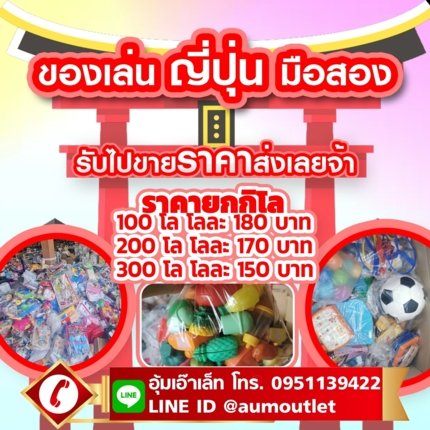 ของเล่น ญี่ปุ่น มือสอง
รับไปขายราคาส่งเลยจ้า
ราคายกกิโล
100 โล โลละ 180 บาท
200 โล โลละ 170 บาท
300 โล โลละ 150 บาท
LINE
อุ้มเอ๊าเล็ท โทร. 0951139422
LINE ID @aumoutlet